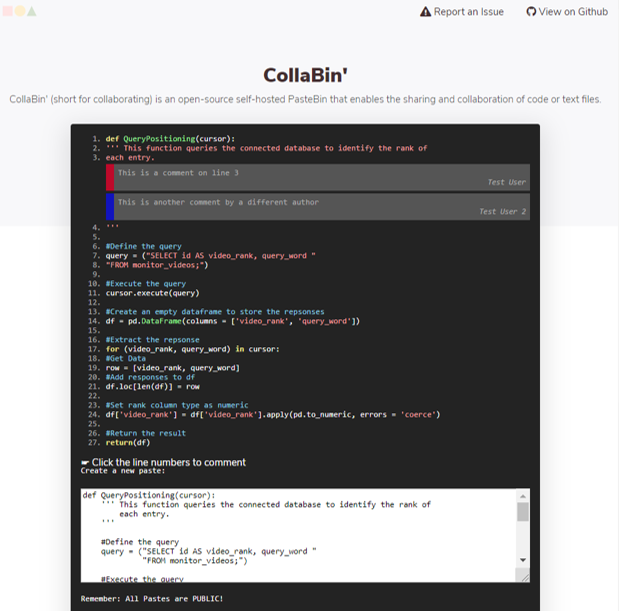 Report an Issue
View on Github
CollaBin'
CollaBin' (short for collaborating) is an open-source self-hosted PasteBin that enables the sharing and collaboration of code or text files.
1. def QueryPositioning(cursor):
2. ''' This function queries the connected database to identify the rank of
3. each entry.
This is a comment on line 3
Test User
This is another comment by a different author
Test User 2
4. '''
5.
6. #Define the query
7. query = ("SELECT id AS video_rank, query_word "
8. "FROM monitor_videos;")
9.
10. #Execute the query
11. cursor.execute(query)
12.
13. #Create an empty dataframe to store the repsonses
14. df = pd.DataFrame(columns = ['video_rank', 'query_word'])
15.
16. #Extract the repsonse
17. for (video_rank, query_word) in cursor:
18. #Get Data
19. row = [video_rank, query_word]
20. #Add responses to df
21. df.loc[len(df)] = row
22.
23. #Set rank column type as numeric
24. df['video_rank'] = df['video_rank'].apply(pd.to_numeric, errors = 'coerce')
25.
26. #Return the result
27. return(df)
☛ Click the line numbers to comment
Create a new paste:
def QueryPositioning(cursor):
''' This function queries the connected database to identify the rank of
each entry.
'''
#Define the query
query = ("SELECT id AS video_rank, query_word "
"FROM monitor_videos;")
#Execute the query
Remember: All Pastes are PUBLIC!